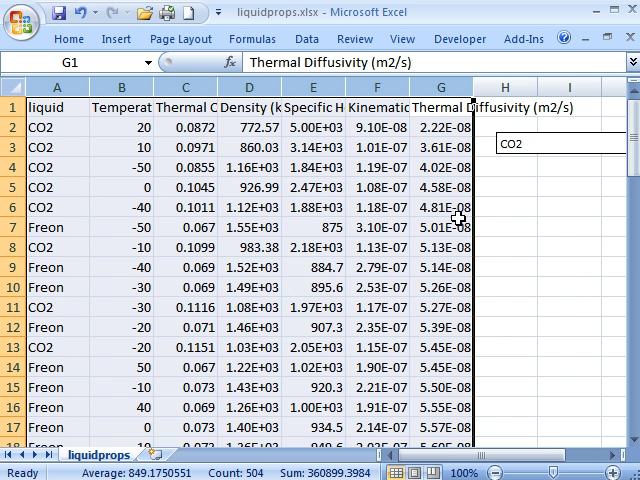 liquidprops.xlsx - Microsoft Excel
Home Insert Page Layout Formulas Data Review View Developer Add-Ins
G1 fx Thermal Diffusivity (m2/s)
A B C D E F G H I
1 liquid Temperat Thermal C Density (k Specific H Kinematic Thermal Diffusivity (m2/s)
2 CO2 20 0.0872 772.57 5.00E+03 9.10E-08 2.22E-08
3 CO2 10 0.0971 860.03 3.14E+03 1.01E-07 3.61E-08 CO2
4 CO2 -50 0.0855 1.16E+03 1.84E+03 1.19E-07 4.02E-08
5 CO2 0 0.1045 926.99 2.47E+03 1.08E-07 4.58E-08
6 CO2 -40 0.1011 1.12E+03 1.88E+03 1.18E-07 4.81E-08
7 Freon -50 0.067 1.55E+03 875 3.10E-07 5.01E-08
8 CO2 -10 0.1099 983.38 2.18E+03 1.13E-07 5.13E-08
9 Freon -40 0.069 1.52E+03 884.7 2.79E-07 5.14E-08
10 Freon -30 0.069 1.49E+03 895.6 2.53E-07 5.26E-08
11 CO2 -30 0.1116 1.08E+03 1.97E+03 1.17E-07 5.27E-08
12 Freon -20 0.071 1.46E+03 907.3 2.35E-07 5.39E-08
13 CO2 -20 0.1151 1.03E+03 2.05E+03 1.15E-07 5.45E-08
14 Freon 50 0.067 1.22E+03 1.02E+03 1.90E-07 5.45E-08
15 Freon -10 0.073 1.43E+03 920.3 2.21E-07 5.50E-08
16 Freon 40 0.069 1.26E+03 1.00E+03 1.91E-07 5.55E-08
17 Freon 0 0.073 1.40E+03 934.5 2.14E-07 5.57E-08
liquidprops
Ready Average: 849.1750551 Count: 504 Sum: 360899.3984 100%